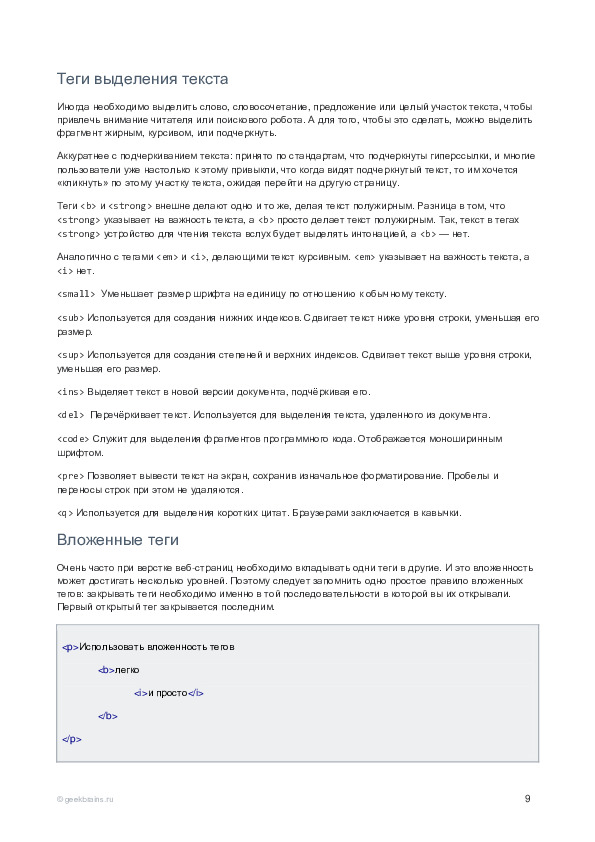 Теги выделения текста
Иногда необходимо выделить слово, словосочетание, предложение или целый участок текста, чтобы
привлечь внимание читателя или поискового робота. А для того, чтобы это сделать, можно выделить
фрагмент жирным, курсивом, или подчеркнуть.
Аккуратнее с подчеркиванием текста: принято по стандартам, что подчеркнуты гиперссылки, и многие
пользователи уже настолько к этому привыкли, что когда видят подчеркнутый текст, то им хочется
«кликнуть» по этому участку текста, ожидая перейти на другую страницу.
Теги <b> и <strong> внешне делают одно и то же, делая текст полужирным. Разница в том, что
<strong> указывает на важность текста, а <b> просто делает текст полужирным. Так, текст в тегах
<strong> устройство для чтения текста вслух будет выделять интонацией, а <b> — нет.
Аналогично с тегами <em> и <i>, делающими текст курсивным. <em> указывает на важность текста, а
<i> нет.
<small> Уменьшает размер шрифта на единицу по отношению к обычному тексту.
<sub> Используется для создания нижних индексов. Сдвигает текст ниже уровня строки, уменьшая его
размер.
<sup> Используется для создания степеней и верхних индексов. Сдвигает текст выше уровня строки,
уменьшая его размер.
<ins> Выделяет текст в новой версии документа, подчёркивая его.
<del> Перечёркивает текст. Используется для выделения текста, удаленного из документа.
<code> Служит для выделения фрагментов программного кода. Отображается моноширинным
шрифтом.
<pre> Позволяет вывести текст на экран, сохранив изначальное форматирование. Пробелы и
переносы строк при этом не удаляются.
<q> Используется для выделения коротких цитат. Браузерами заключается в кавычки.
Вложенные теги
Очень часто при верстке веб-страниц необходимо вкладывать одни теги в другие. И это вложенность
может достигать несколько уровней. Поэтому следует запомнить одно простое правило вложенных
тегов: закрывать теги необходимо именно в той последовательности в которой вы их открывали.
Первый открытый тег закрывается последним.
<p>Использовать вложенность тегов
<b>легко
<i>и просто</i>
</b>
</p>
© geekbrains.ru
9